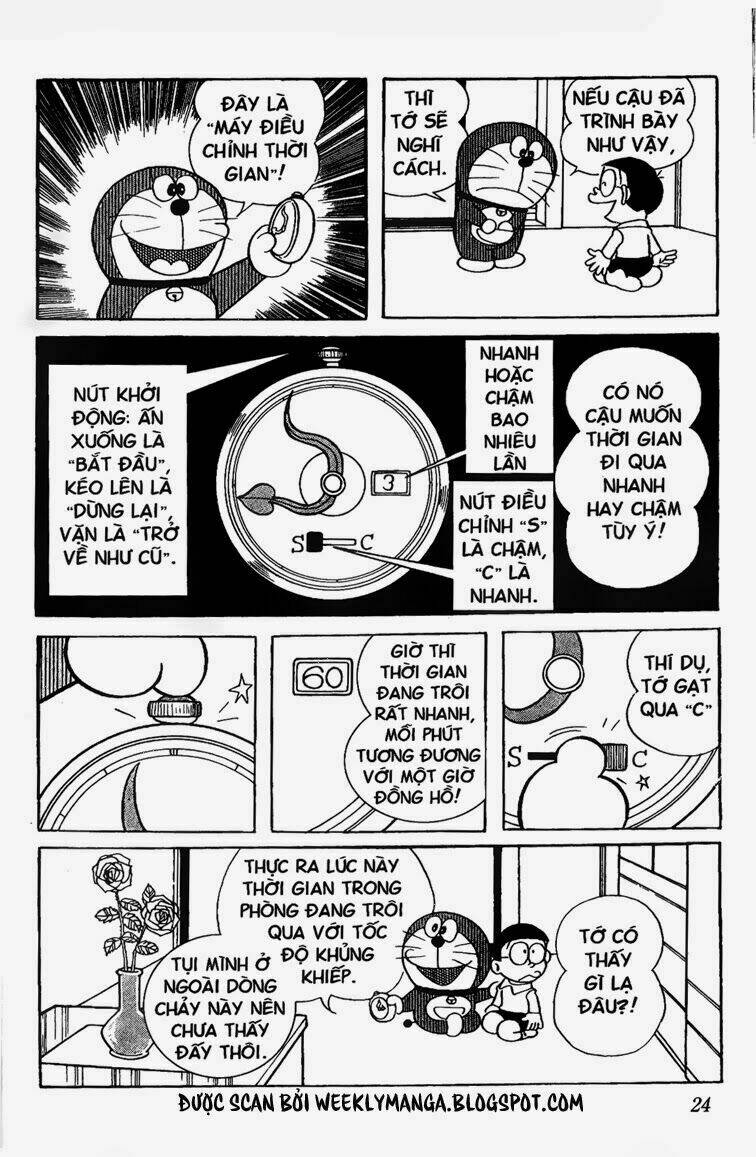 NẾU CẬU ĐÃ
TRÌNH BÀY
NHƯ VẬY,
THÌ
TỚ SẼ
NGHĨ
CÁCH.
ĐÂY LÀ
"MÁY ĐIỀU
CHỈNH THỜI
GIAN"!
CÓ NÓ
CẬU MUỐN
THỜI GIAN
ĐI QUA
NHANH
HAY CHẬM
TÙY Ý!
NHANH
HOẶC
CHẬM
BAO
NHIÊU
LẦN
3
NÚT ĐIỀU
CHỈNH "S"
LÀ CHẬM,
"C" LÀ
NHANH.
S C
NÚT KHỞI
ĐỘNG: ẤN
XUỐNG LÀ
"BẮT ĐẦU",
KÉO LÊN LÀ
"DỪNG LẠI",
VẶN LÀ "TRỞ
VỀ NHƯ CŨ".
THÍ DỤ,
TỚ GẠT
QUA "C"
S C
60
GIỜ THÌ
THỜI GIAN
ĐANG TRÔI
RẤT NHANH,
MỖI PHÚT
TƯƠNG ĐƯƠNG
VỚI MỘT GIỜ
ĐỒNG HỒ!
TỚ CÓ
THẤY
GÌ LẠ
ĐÂU?!
THỰC RA LÚC NÀY
THỜI GIAN TRONG
PHÒNG ĐANG TRÔI
QUA VỚI TỐC
ĐỘ KHỦNG
KHIẾP.
TỤI MÌNH Ở
NGOÀI DÒNG
CHẢY NÀY NÊN
CHƯA THẤY
ĐẤY THÔI.
ĐƯỢC SCAN BỞI WEEKLYMANGA.BLOGSPOT.COM
24